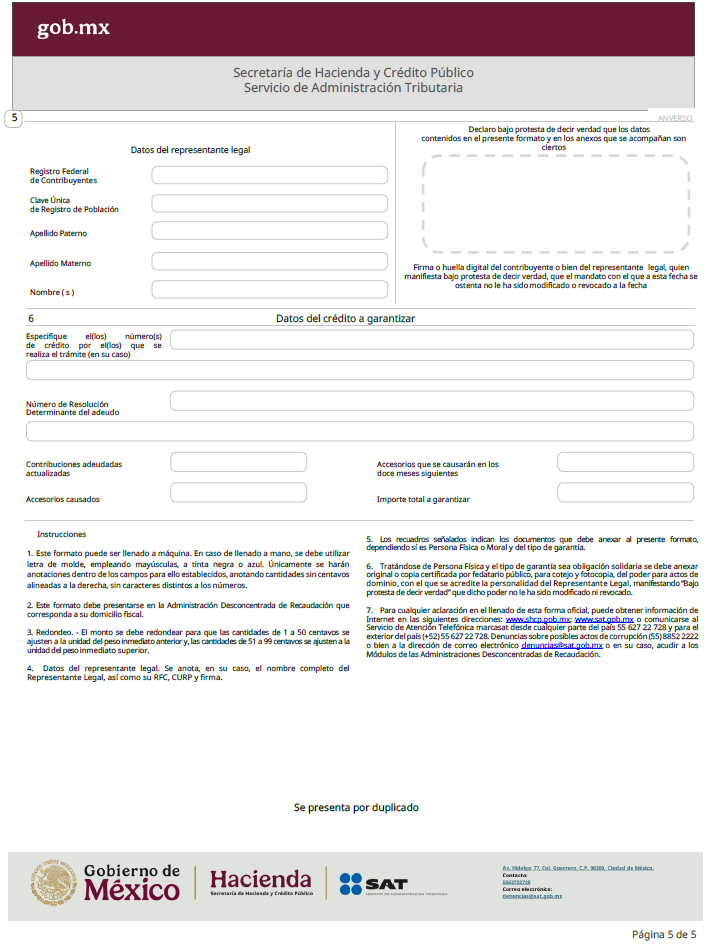 gob.mx
Secretaría de Hacienda y Crédito Público
Servicio de Administración Tributaria
5
ANVERSO
Datos del representante legal
Registro Federal
de Contribuyentes
Clave Única
de Registro de Población
Apellido Paterno
Apellido Materno
Nombre ( s )
Declaro bajo protesta de decir verdad que los datos
contenidos en el presente formato y en los anexos que se acompañan son
ciertos
Firma o huella digital del contribuyente o bien del representante legal, quien
manifiesta bajo protesta de decir verdad, que el mandato con el que a esta fecha se
ostenta no le ha sido modificado o revocado a la fecha
6
Datos del crédito a garantizar
Especifique el(los) número(s)
de crédito por el(los) que se
realiza el trámite (en su caso)
Número de Resolución
Determinante del adeudo
Contribuciones adeudadas
actualizadas
Accesorios que se causarán en los
doce meses siguientes
Accesorios causados
Importe total a garantizar
Instrucciones
1. Este formato puede ser llenado a máquina. En caso de llenado a mano, se debe utilizar
letra de molde, empleando mayúsculas, a tinta negra o azul. Únicamente se harán
anotaciones dentro de los campos para ello establecidos, anotando cantidades sin centavos
alineadas a la derecha, sin caracteres distintos a los números.
2. Este formato debe presentarse en la Administración Desconcentrada de Recaudación que
corresponda a su domicilio fiscal.
3. Redondeo. - El monto se debe redondear para que las cantidades de 1 a 50 centavos se
ajusten a la unidad del peso inmediato anterior y, las cantidades de 51 a 99 centavos se ajusten a la
unidad del peso inmediato superior.
4. Datos del representante legal. Se anota, en su caso, el nombre completo del
Representante Legal, así como su RFC, CURP y firma.
5. Los recuadros señalados indican los documentos que debe anexar al presente formato,
dependiendo sí es Persona Física o Moral y del tipo de garantía.
6. Tratándose de Persona Física y el tipo de garantía sea obligación solidaria se debe anexar
original o copia certificada por fedatario público, para cotejo y fotocopia, del poder para actos de
dominio, con el que se acredite la personalidad del Representante Legal, manifestando "Bajo
protesta de decir verdad" que dicho poder no le ha sido modificado ni revocado.
7. Para cualquier aclaración en el llenado de esta forma oficial, puede obtener información de
Internet en las siguientes direcciones: www.shcp.gob.mx; www.sat.gob.mx o comunicarse al
Servicio de Atención Telefónica marcasat desde cualquier parte del país 55 627 22 728 y para el
exterior del país (+52) 55 627 22 728. Denuncias sobre posibles actos de corrupción (55) 8852 2222
o bien a la dirección de correo electrónico denuncias@sat.gob.mx o en su caso, acudir a los
Módulos de las Administraciones Desconcentradas de Recaudación.
Se presenta por duplicado
Gobierno de
México
Hacienda
Secretaría de Hacienda y Crédito Público
SAT
SERVICIO DE ADMINISTRACIÓN TRIBUTARIA
Av. Hidalgo 77, Col. Guerrero, C.P. 06300, Ciudad de México.
Contacto:
5562722728
Correo electrónico:
denuncias@sat.gob.mx
Página 5 de 5